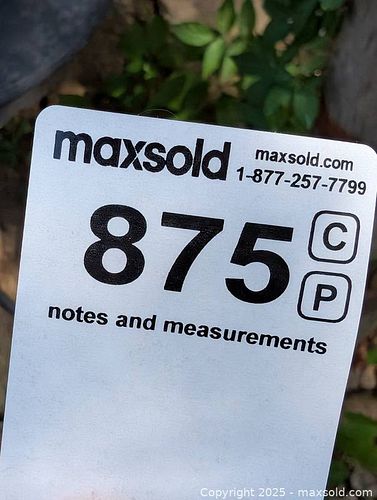 maxsold
maxsold.com
1-877-257-7799
875
C
P
notes and measurements
Copyright © 2025 - maxsold.com